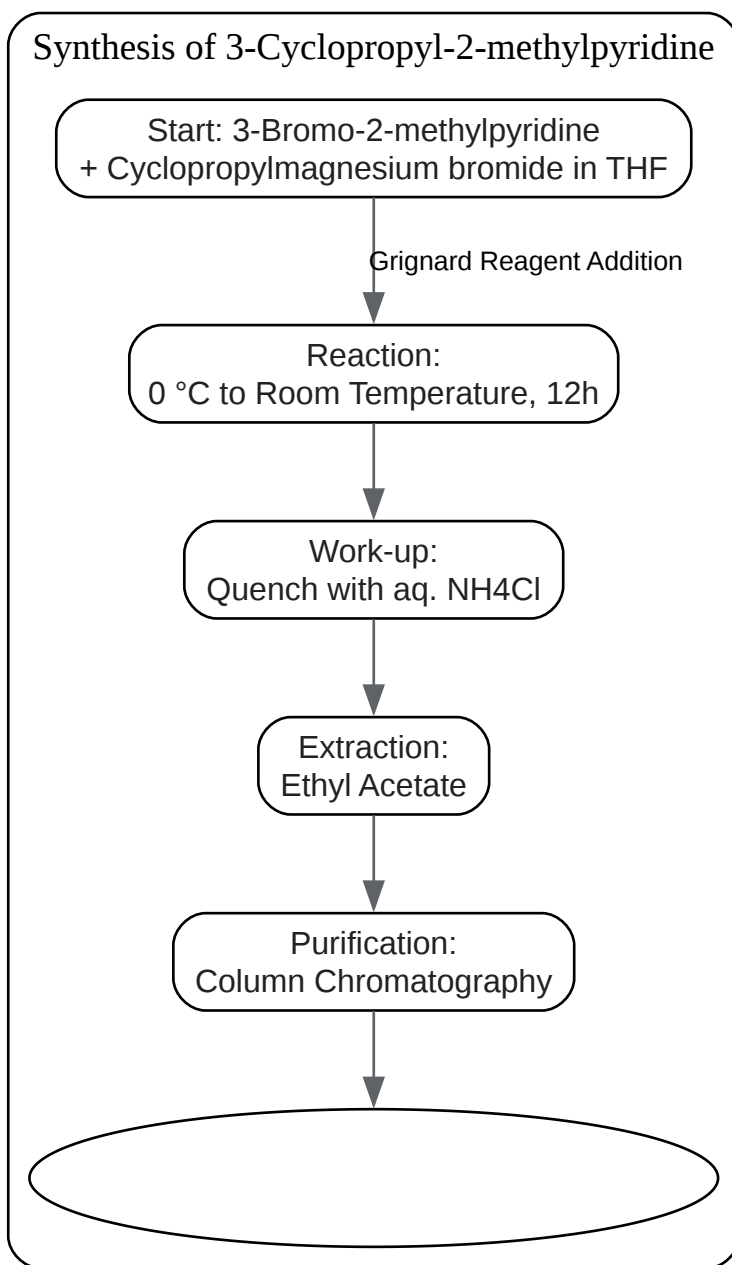 Synthesis of 3-Cyclopropyl-2-methylpyridine
Start: 3-Bromo-2-methylpyridine
+ Cyclopropylmagnesium bromide in THF
Grignard Reagent Addition
Reaction:
0 °C to Room Temperature, 12h
Work-up:
Quench with aq. NH4Cl
Extraction:
Ethyl Acetate
Purification:
Column Chromatography